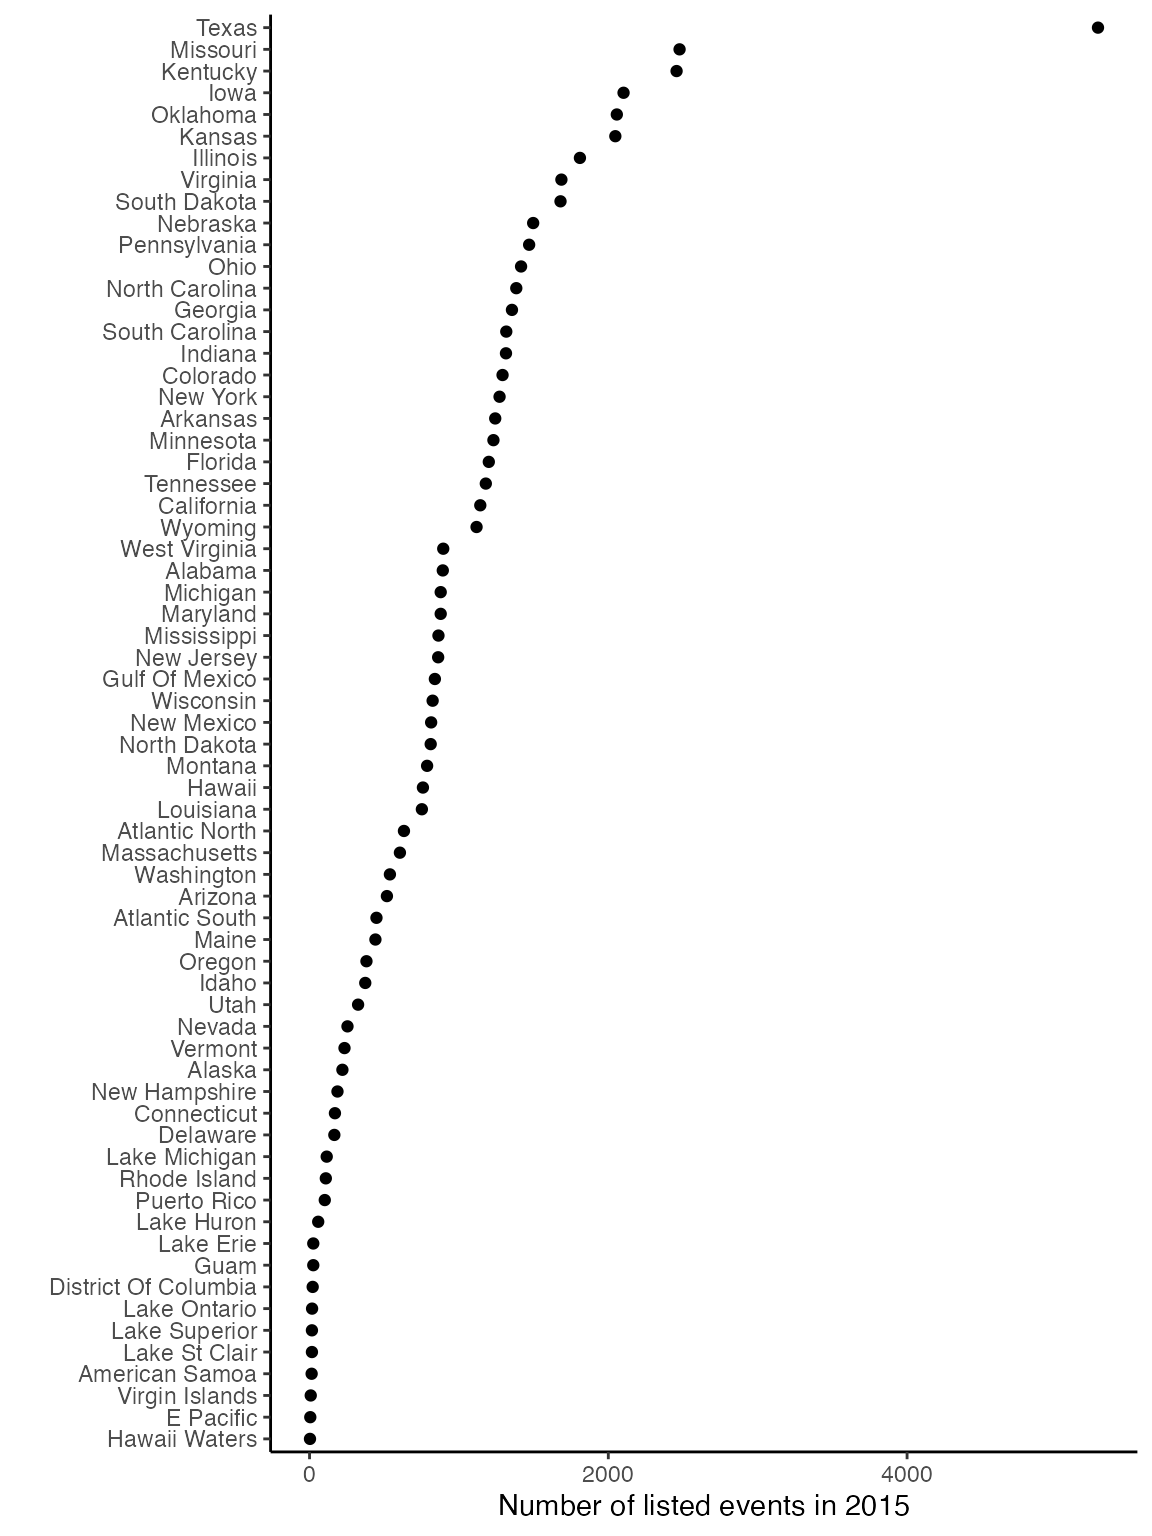 Texas
Missouri
Kentucky
Iowa
Oklahoma
Kansas
Illinois
Virginia
South Dakota
Nebraska
Pennsylvania
Ohio
North Carolina
Georgia
South Carolina
Indiana
Colorado
New York
Arkansas
Minnesota
Florida
Tennessee
California
Wyoming
West Virginia
Alabama
Michigan
Maryland
Mississippi
New Jersey
Gulf Of Mexico
Wisconsin
New Mexico
North Dakota
Montana
Hawaii
Louisiana
Atlantic North
Massachusetts
Washington
Arizona
Atlantic South
Maine
Oregon
Idaho
Utah
Nevada
Vermont
Alaska
New Hampshire
Connecticut
Delaware
Lake Michigan
Rhode Island
Puerto Rico
Lake Huron
Lake Erie
Guam
District Of Columbia
Lake Ontario
Lake Superior
Lake St Clair
American Samoa
Virgin Islands
E Pacific
Hawaii Waters
0 2000 4000
Number of listed events in 2015